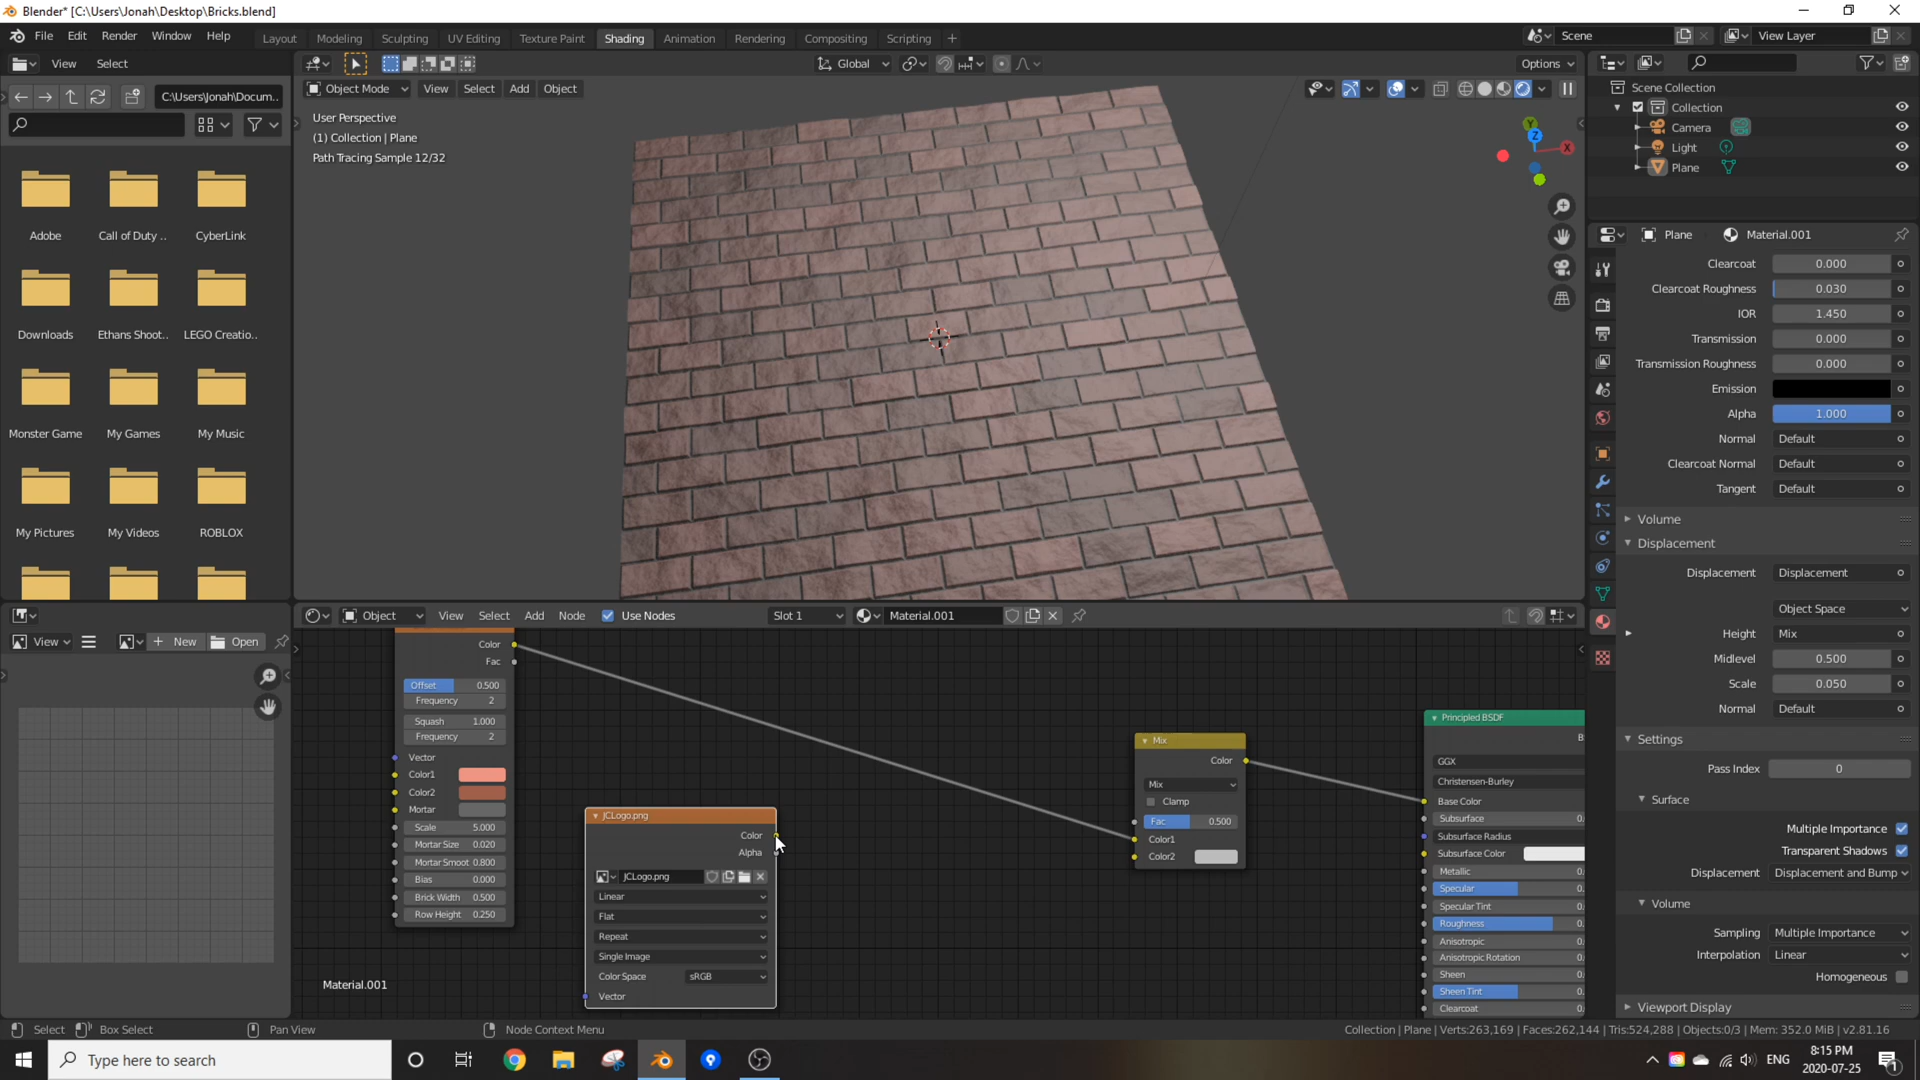 Blender* [C:\Users\Jonah\Desktop\Bricks.blend]
File Edit Render Window Help Layout Modeling Sculpting UV Editing Texture Paint Shading Animation Rendering Compositing Scripting + Scene View Layer
View Select Global Options
C:\Users\Jonah\Docum.. Object Mode View Select Add Object
User Perspective
(1) Collection | Plane
Path Tracing Sample 12/32
Y
Z
X
Scene Collection
Collection
Camera
Light
Plane
Adobe Call of Duty .. CyberLink
Downloads Ethans Shoot.. LEGO Creatio..
Monster Game My Games My Music
My Pictures My Videos ROBLOX
Plane Material.001
Clearcoat 0.000
Clearcoat Roughness 0.030
IOR 1.450
Transmission 0.000
Transmission Roughness 0.000
Emission
Alpha 1.000
Normal Default
Clearcoat Normal Default
Tangent Default
Volume
Displacement
Displacement Displacement
Object Space
Height Mix
Midlevel 0.500
Scale 0.050
Normal Default
Settings
Pass Index 0
Surface
Multiple Importance
Transparent Shadows
Displacement Displacement and Bump
Volume
Sampling Multiple Importance
Interpolation Linear
Homogeneous
Viewport Display
Object View Select Add Node Use Nodes Slot 1 Material.001
View + New Open
Color
Fac
Offset 0.500
Frequency 2
Squash 1.000
Frequency 2
Vector
Color1
Color2
Mortar
Scale 5.000
Mortar Size 0.020
Mortar Smoot 0.800
Bias 0.000
Brick Width 0.500
Row Height 0.250
JCLogo.png
Color
Alpha
JCLogo.png
Linear
Flat
Repeat
Single Image
Color Space sRGB
Vector
Mix
Color
Mix
Clamp
Fac 0.500
Color1
Color2
Principled BSDF
B
GGX
Christensen-Burley
Base Color
Subsurface 0.
Subsurface Radius
Subsurface Color
Metallic 0.
Specular 0.
Specular Tint 0.
Roughness 0.
Anisotropic 0.
Anisotropic Rotation 0.
Sheen 0.
Sheen Tint 0.
Clearcoat 0.
Material.001
Select Box Select Pan View Node Context Menu Collection | Plane | Verts:263,169 | Faces:262,144 | Tris:524,288 | Objects:0/3 | Mem: 352.0 MiB | v2.81.16
Type here to search ENG 8:15 PM
2020-07-25
1